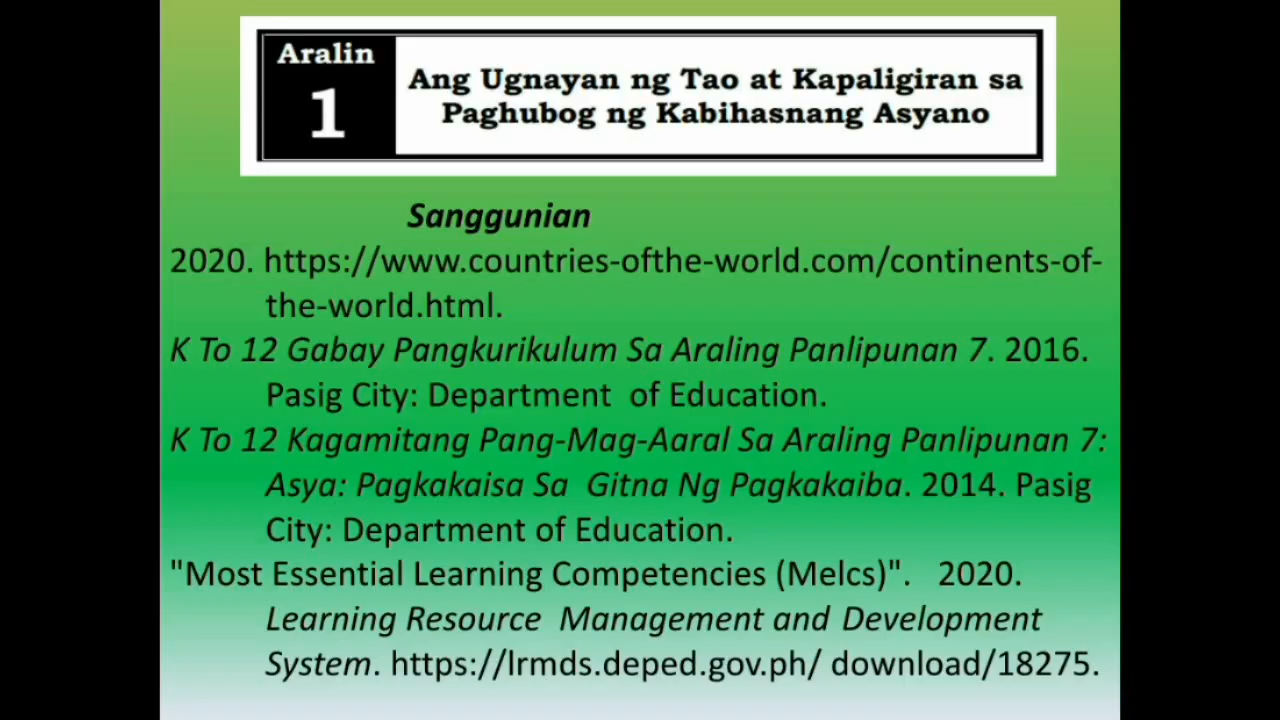 Aralin
1
Ang Ugnayan ng Tao at Kapaligiran sa
Paghubog ng Kabihasnang Asyano
Sanggunian
2020. https://www.countries-ofthe-world.com/continents-of-
the-world.html.
K To 12 Gabay Pangkurikulum Sa Araling Panlipunan 7. 2016.
Pasig City: Department of Education.
K To 12 Kagamitang Pang-Mag-Aaral Sa Araling Panlipunan 7:
Asya: Pagkakaisa Sa Gitna Ng Pagkakaiba. 2014. Pasig
City: Department of Education.
"Most Essential Learning Competencies (Melcs)". 2020.
Learning Resource Management and Development
System. https://lrmds.deped.gov.ph/ download/18275.